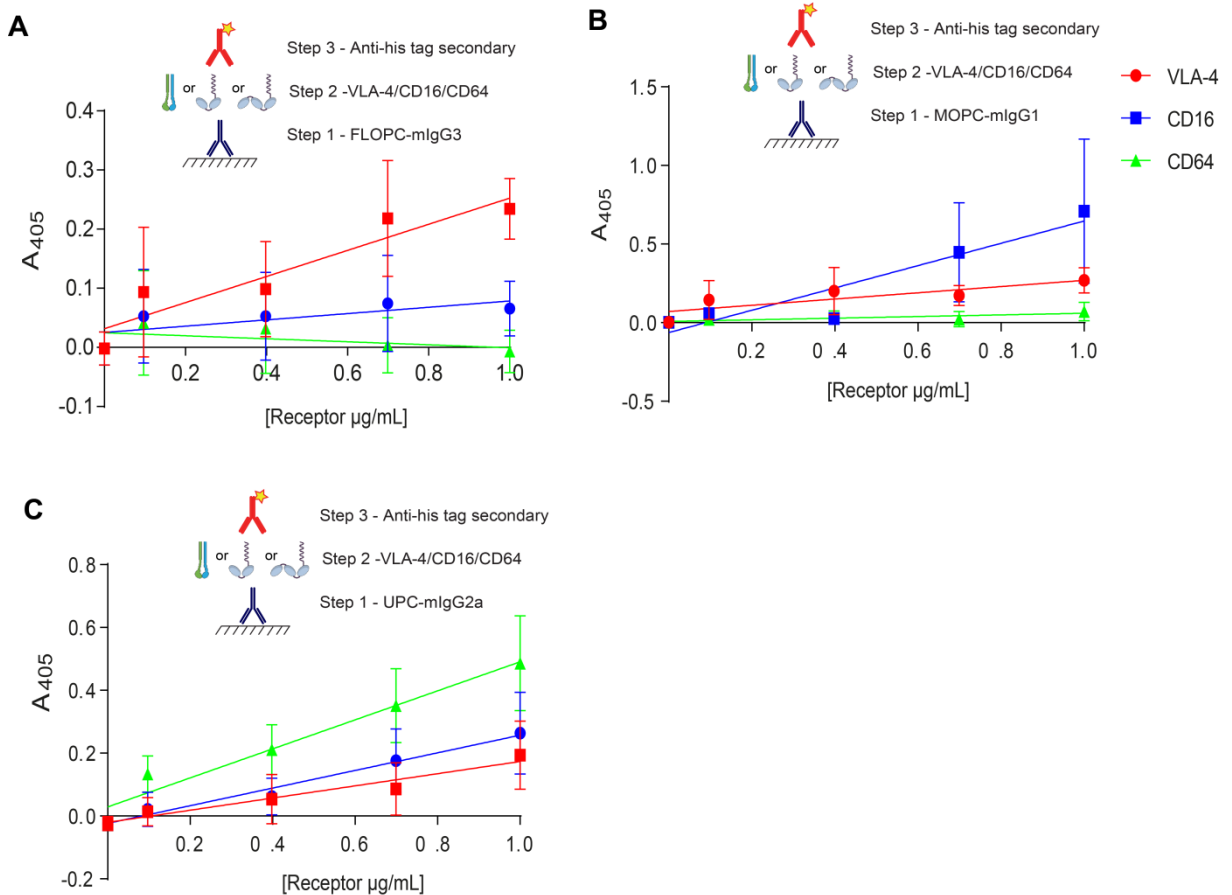 A
Step 3 - Anti-his tag secondary
or or
Step 2 -VLA-4/CD16/CD64
Step 1 - FLOPC-mIgG3
0.4
0.3
0.2
0.1
0.0
-0.1
A405
0.2 0.4 0.6 0.8 1.0
[Receptor µg/mL]
B
Step 3 - Anti-his tag secondary
or or
Step 2 -VLA-4/CD16/CD64
Step 1 - MOPC-mIgG1
1.5
1.0
0.5
0.0
-0.5
A405
0.2 0 .4 0.6 0.8 1.0
[Receptor µg/mL]
VLA-4
CD16
CD64
C
Step 3 - Anti-his tag secondary
or or
Step 2 -VLA-4/CD16/CD64
Step 1 - UPC-mIgG2a
0.8
0.6
0.4
0.2
0.0
-0.2
A405
0. 2 0 .4 0.6 0.8 1.0
[Receptor µg/mL]